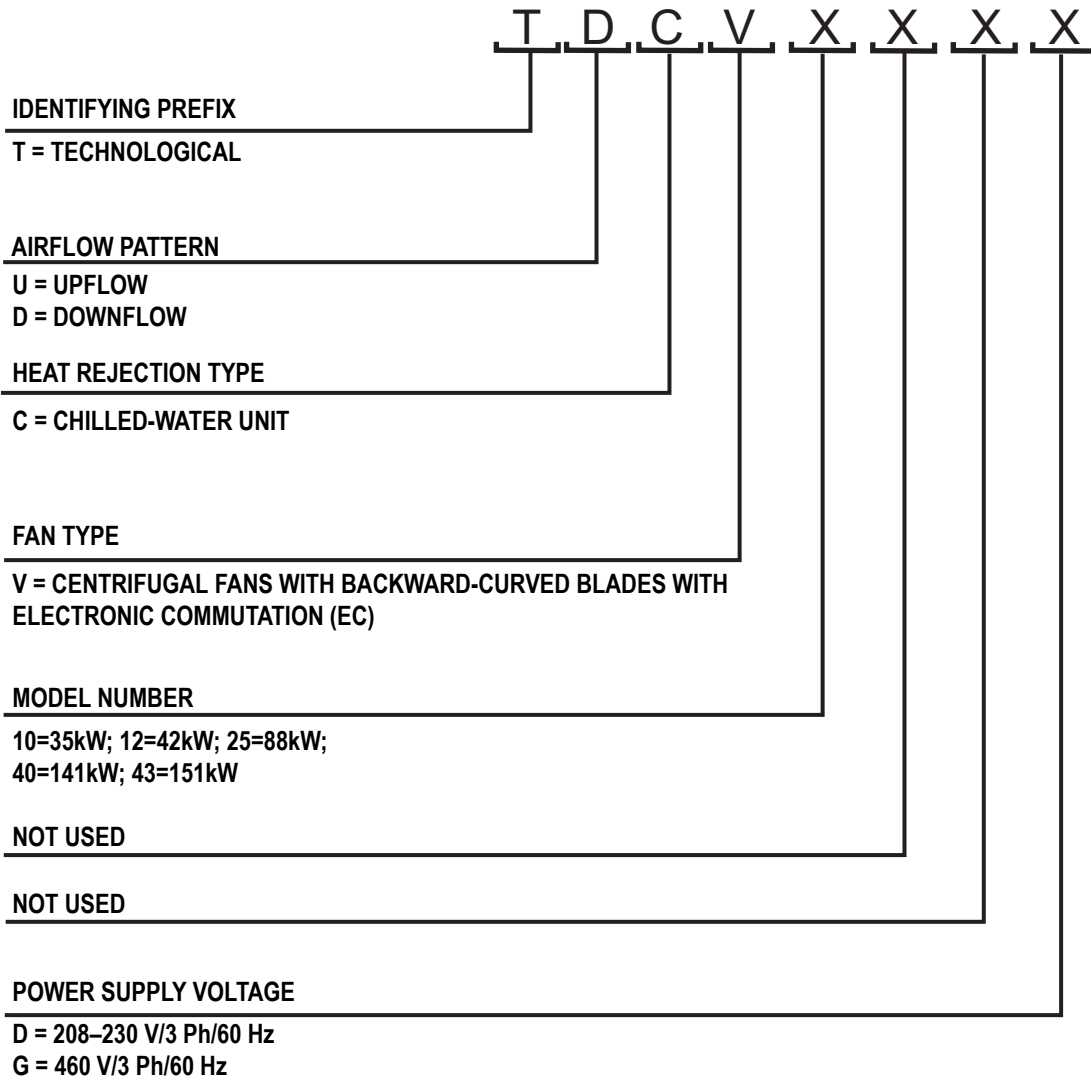 T D C V X X X X
IDENTIFYING PREFIX
T = TECHNOLOGICAL
AIRFLOW PATTERN
U = UPFLOW
D = DOWNFLOW
HEAT REJECTION TYPE
C = CHILLED-WATER UNIT
FAN TYPE
V = CENTRIFUGAL FANS WITH BACKWARD-CURVED BLADES WITH
ELECTRONIC COMMUTATION (EC)
MODEL NUMBER
10=35kW; 12=42kW; 25=88kW;
40=141kW; 43=151kW
NOT USED
NOT USED
POWER SUPPLY VOLTAGE
D = 208–230 V/3 Ph/60 Hz
G = 460 V/3 Ph/60 Hz